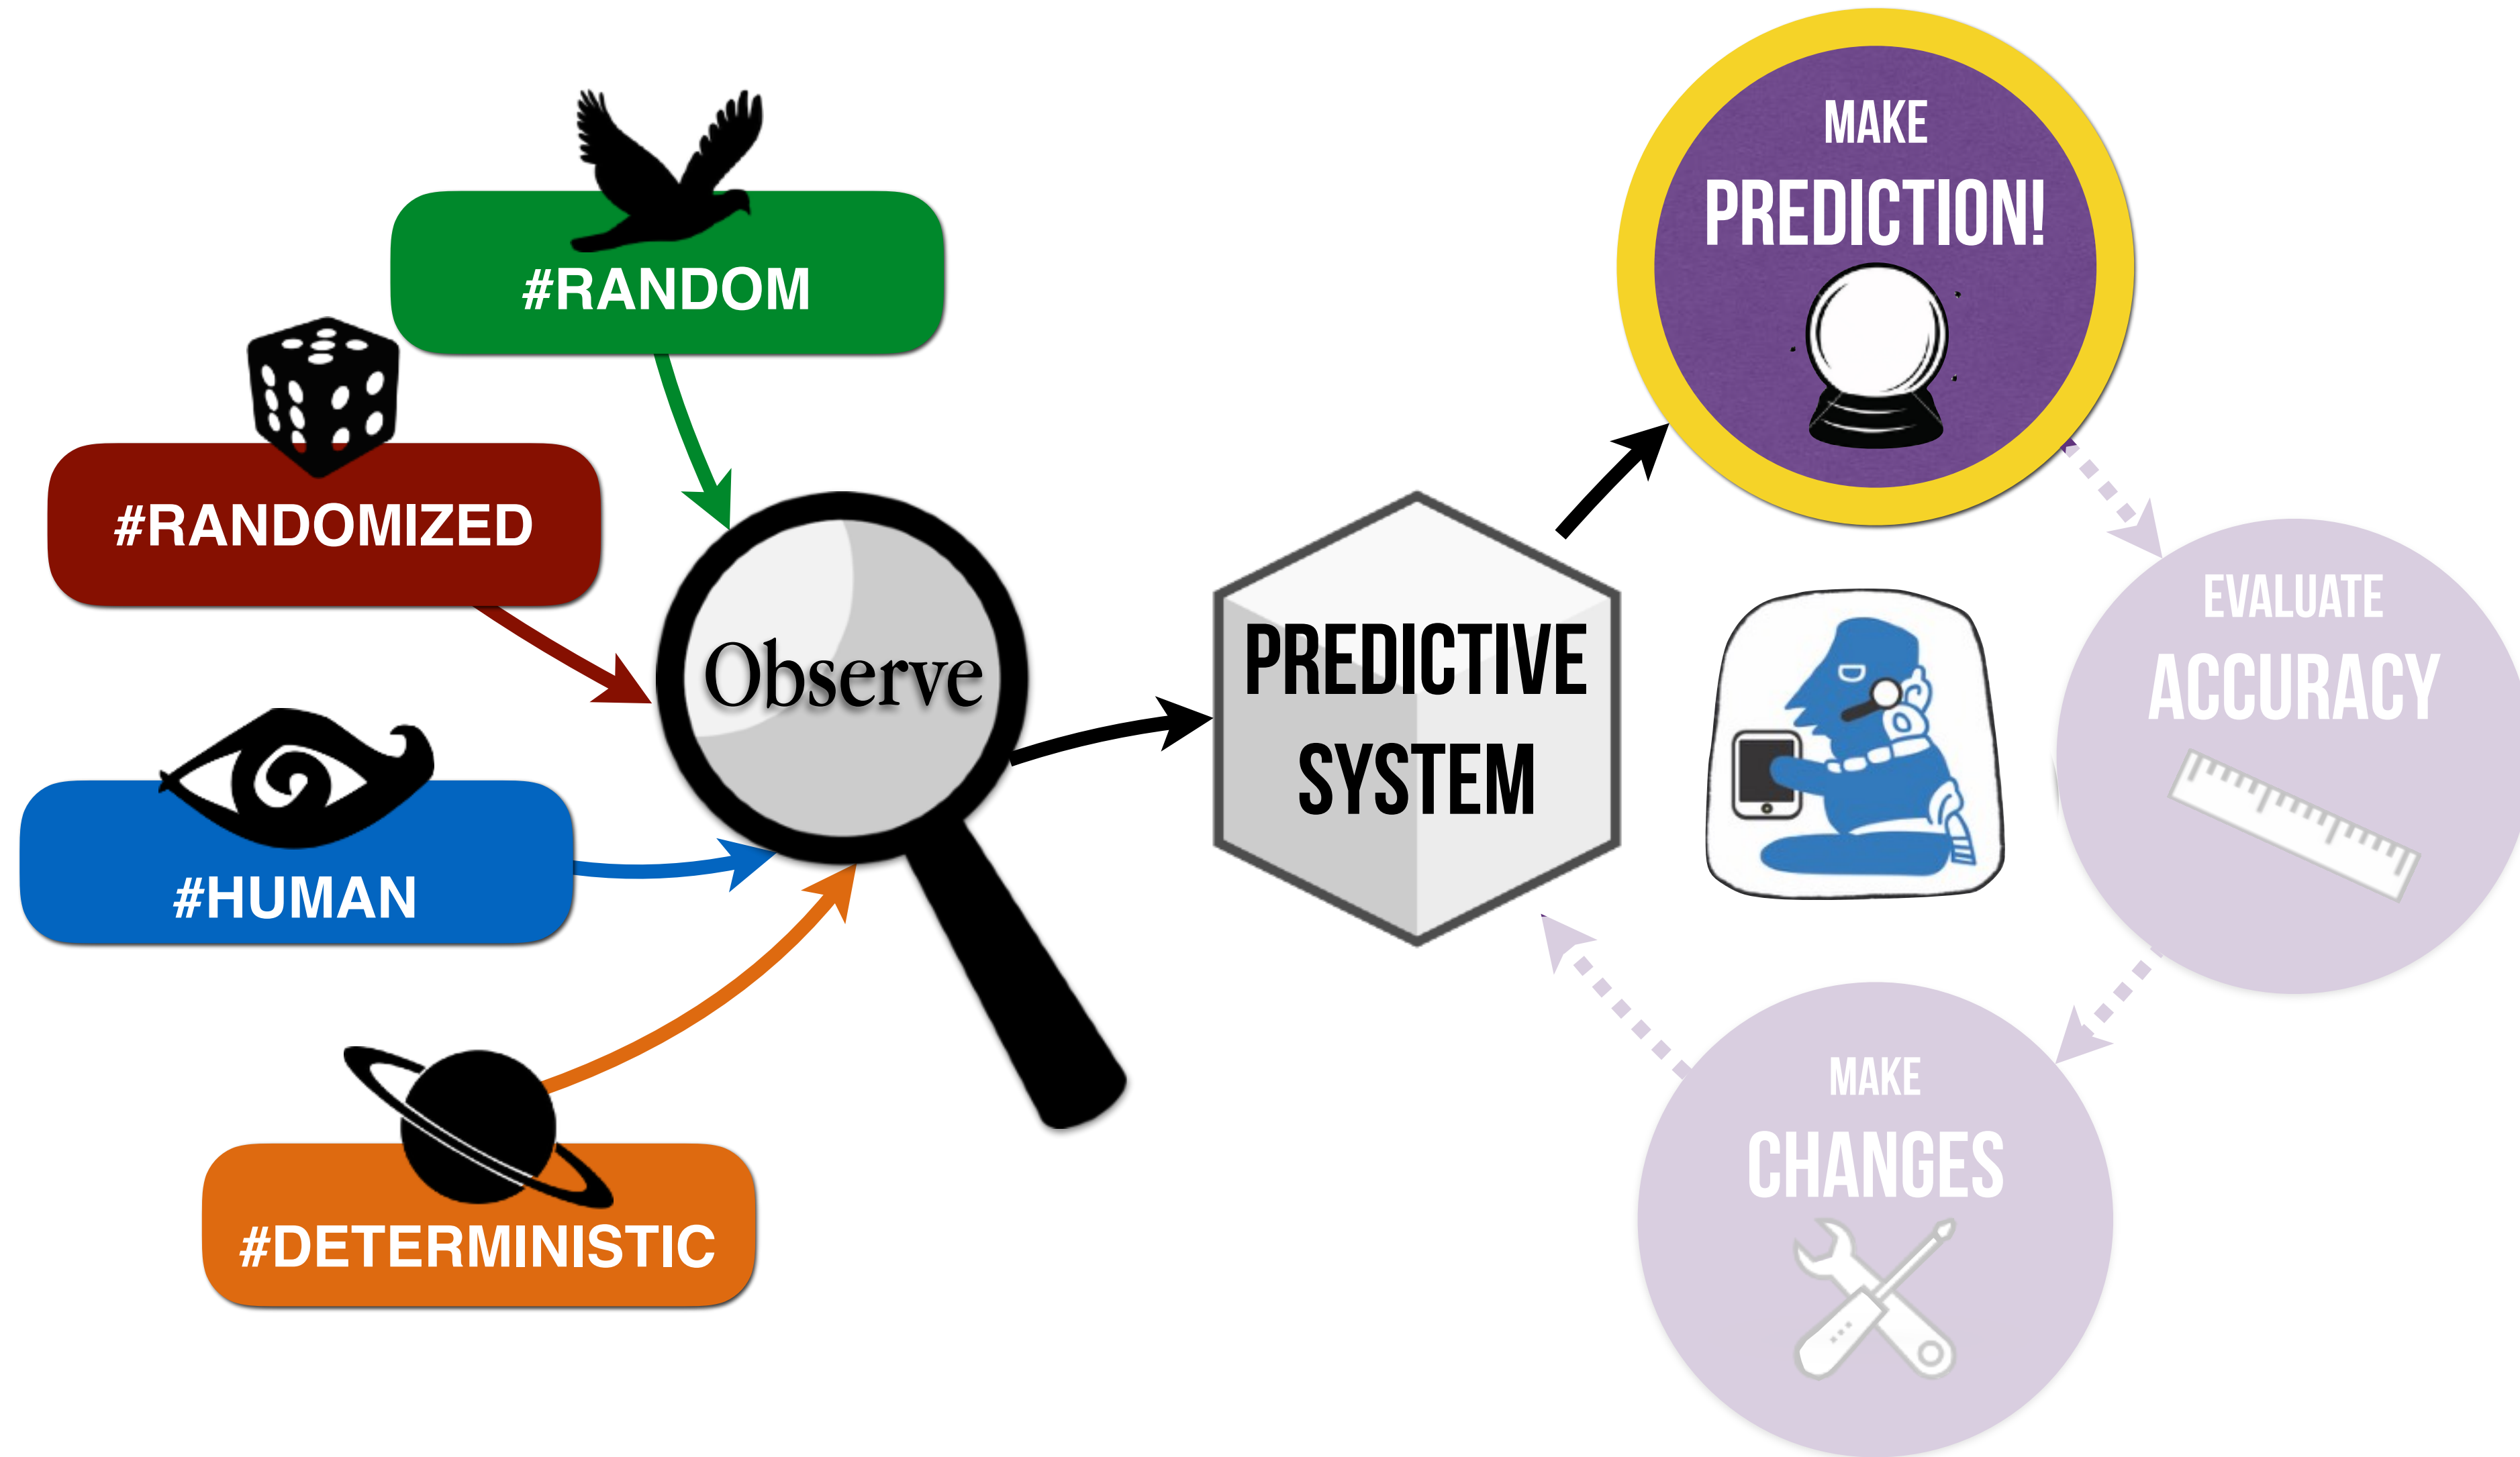 #RANDOM
#RANDOMIZED
#HUMAN
#DETERMINISTIC
Observe
PREDICTIVE
SYSTEM
MAKE
PREDICTION!
EVALUATE
ACCURACY
MAKE
CHANGES